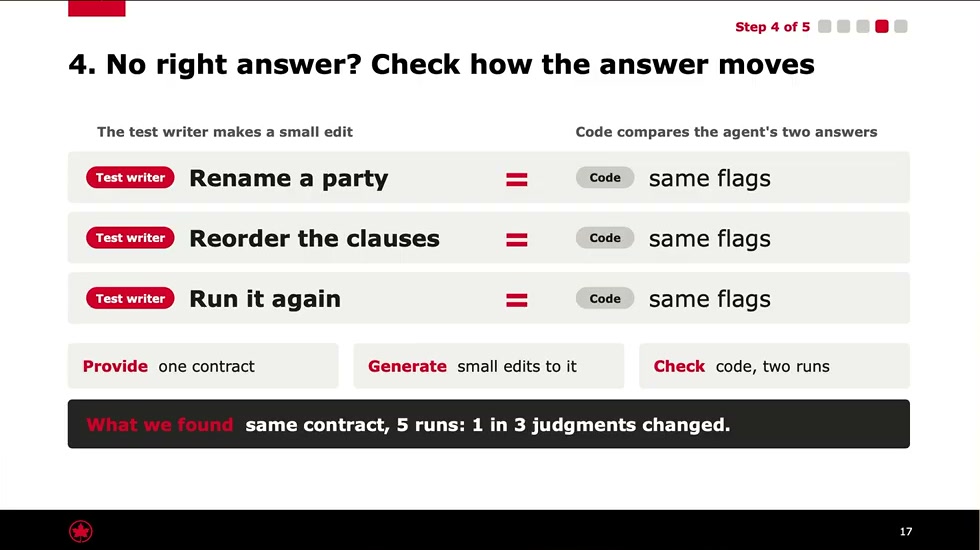 Step 4 of 5
4. No right answer? Check how the answer moves
The test writer makes a small edit
Code compares the agent's two answers
Test writer Rename a party = Code same flags
Test writer Reorder the clauses = Code same flags
Test writer Run it again = Code same flags
Provide one contract
Generate small edits to it
Check code, two runs
What we found same contract, 5 runs: 1 in 3 judgments changed.
17